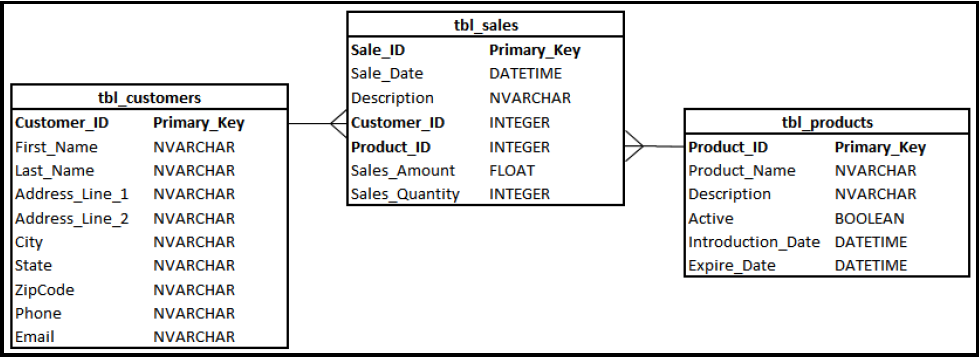 tbl_customers
Customer_ID Primary_Key
First_Name NVARCHAR
Last_Name NVARCHAR
Address_Line_1 NVARCHAR
Address_Line_2 NVARCHAR
City NVARCHAR
State NVARCHAR
ZipCode NVARCHAR
Phone NVARCHAR
Email NVARCHAR
tbl_sales
Sale_ID Primary_Key
Sale_Date DATETIME
Description NVARCHAR
Customer_ID INTEGER
Product_ID INTEGER
Sales_Amount FLOAT
Sales_Quantity INTEGER
tbl_products
Product_ID Primary_Key
Product_Name NVARCHAR
Description NVARCHAR
Active BOOLEAN
Introduction_Date DATETIME
Expire_Date DATETIME